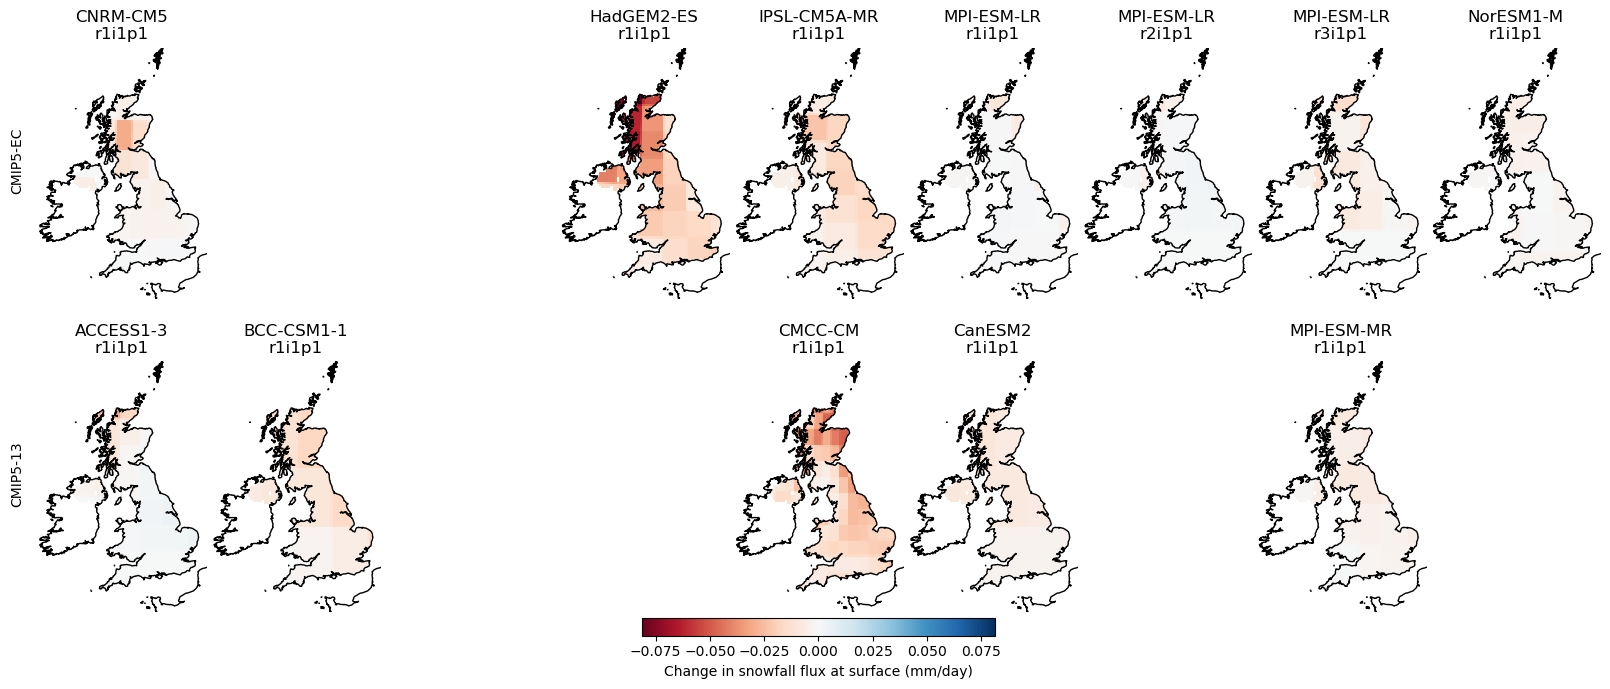 CNRM-CM5
r1i1p1
HadGEM2-ES
r1i1p1
IPSL-CM5A-MR
r1i1p1
MPI-ESM-LR
r1i1p1
MPI-ESM-LR
r2i1p1
MPI-ESM-LR
r3i1p1
NorESM1-M
r1i1p1
CMIP5-EC
ACCESS1-3
r1i1p1
BCC-CSM1-1
r1i1p1
CMCC-CM
r1i1p1
CanESM2
r1i1p1
MPI-ESM-MR
r1i1p1
CMIP5-13
−0.075 −0.050 −0.025 0.000 0.025 0.050 0.075
Change in snowfall flux at surface (mm/day)